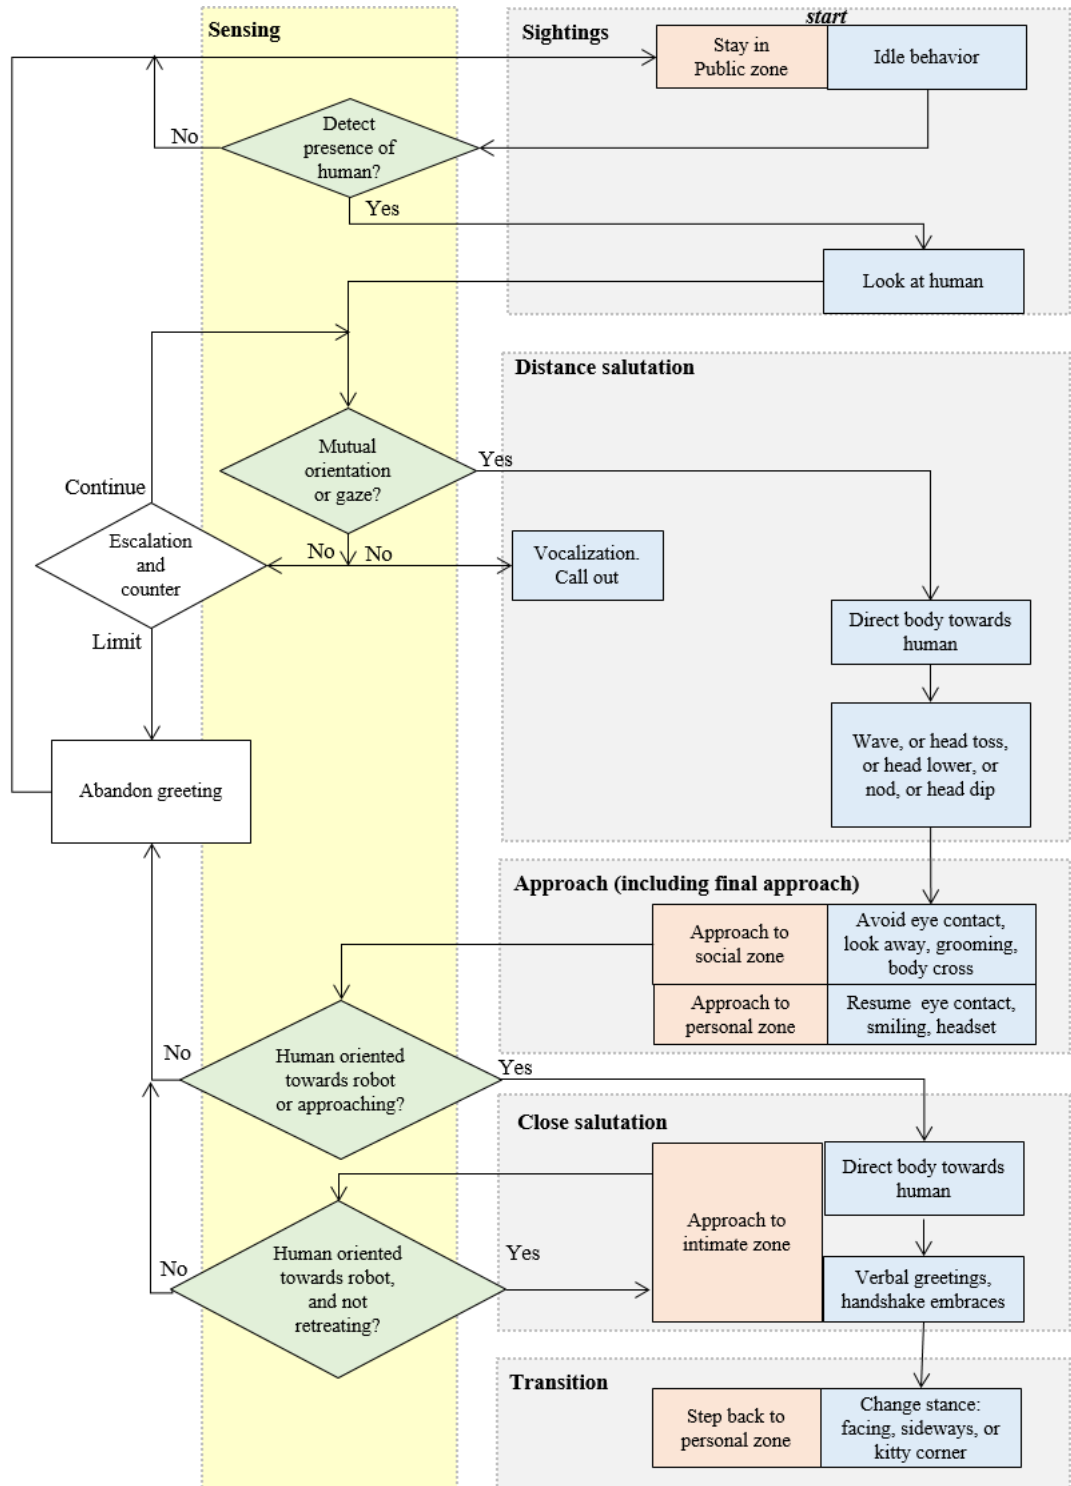 Sensing
Sightings
start
Stay in
Public zone
Idle behavior
Detect
presence of
human?
No
Yes
Look at human
Distance salutation
Mutual
orientation
or gaze?
Yes
Continue
Escalation
and
counter
No
No
Vocalization.
Call out
Limit
Direct body towards
human
Wave, or head toss,
or head lower, or
nod, or head dip
Abandon greeting
Approach (including final approach)
Approach to
social zone
Avoid eye contact,
look away, grooming,
body cross
Approach to
personal zone
Resume eye contact,
smiling, headset
Human oriented
towards robot
or approaching?
No
Yes
Close salutation
Direct body towards
human
Approach to
intimate zone
Human oriented
towards robot,
and not
retreating?
No
Yes
Verbal greetings,
handshake embraces
Transition
Step back to
personal zone
Change stance:
facing, sideways, or
kitty corner